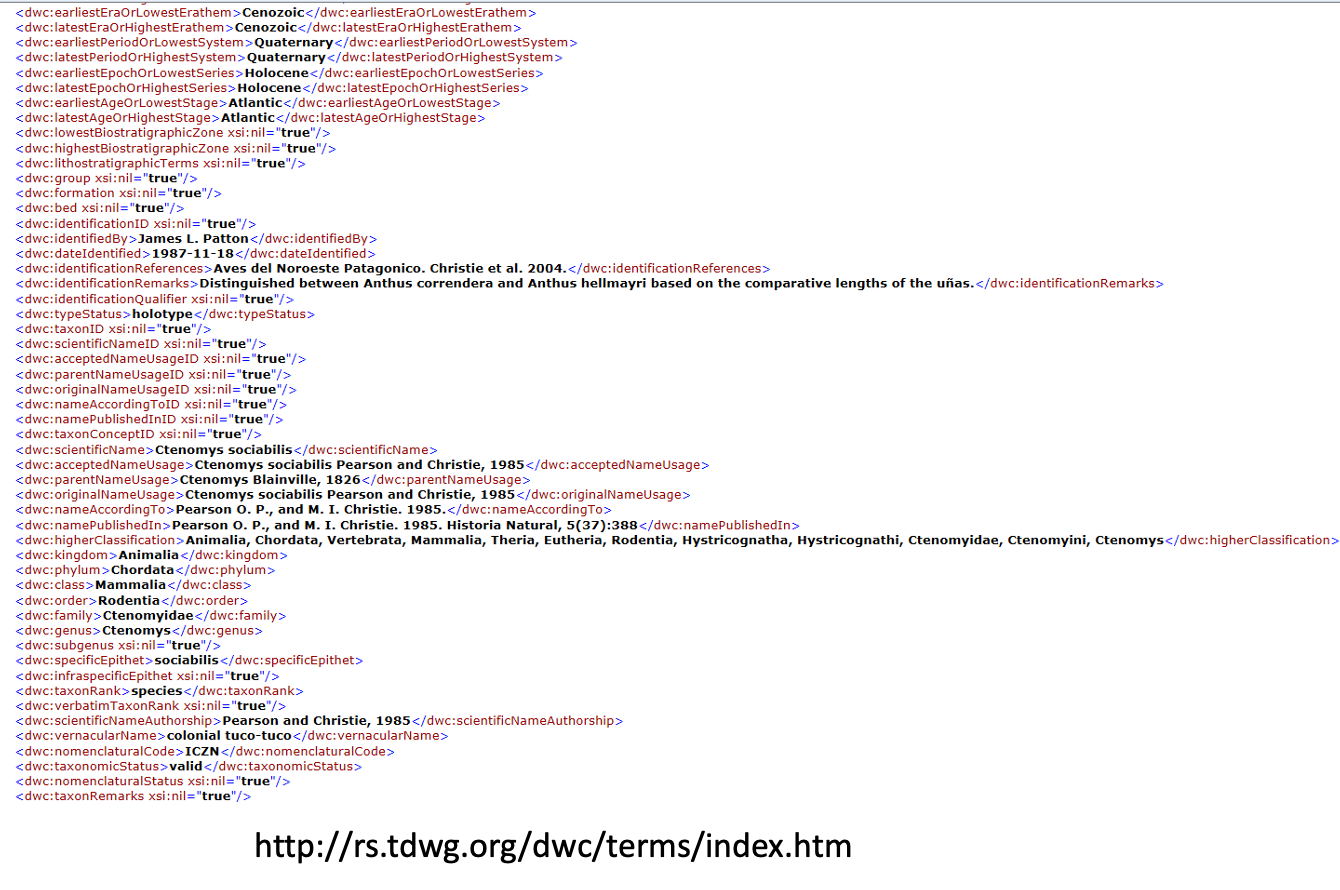 <dwc:earliestEraOrLowestErathem>Cenozoic</dwc:earliestEraOrLowestErathem>
<dwc:latestEraOrHighestErathem>Cenozoic</dwc:latestEraOrHighestErathem>
<dwc:earliestPeriodOrLowestSystem>Quaternary</dwc:earliestPeriodOrLowestSystem>
<dwc:latestPeriodOrHighestSystem>Quaternary</dwc:latestPeriodOrHighestSystem>
<dwc:earliestEpochOrLowestSeries>Holocene</dwc:earliestEpochOrLowestSeries>
<dwc:latestEpochOrHighestSeries>Holocene</dwc:latestEpochOrHighestSeries>
<dwc:earliestAgeOrLowestStage>Atlantic</dwc:earliestAgeOrLowestStage>
<dwc:latestAgeOrHighestStage>Atlantic</dwc:latestAgeOrHighestStage>
<dwc:lowestBiostratigraphicZone xsi:nil="true"/>
<dwc:highestBiostratigraphicZone xsi:nil="true"/>
<dwc:lithostratigraphicTerms xsi:nil="true"/>
<dwc:group xsi:nil="true"/>
<dwc:formation xsi:nil="true"/>
<dwc:bed xsi:nil="true"/>
<dwc:identificationID xsi:nil="true"/>
<dwc:identifiedBy>James L. Patton</dwc:identifiedBy>
<dwc:dateIdentified>1987-11-18</dwc:dateIdentified>
<dwc:identificationReferences>Aves del Noroeste Patagonico. Christie et al. 2004.</dwc:identificationReferences>
<dwc:identificationRemarks>Distinguished between Anthus correndera and Anthus hellmayri based on the comparative lengths of the uñas.</dwc:identificationRemarks>
<dwc:identificationQualifier xsi:nil="true"/>
<dwc:typeStatus>holotype</dwc:typeStatus>
<dwc:taxonID xsi:nil="true"/>
<dwc:scientificNameID xsi:nil="true"/>
<dwc:acceptedNameUsageID xsi:nil="true"/>
<dwc:parentNameUsageID xsi:nil="true"/>
<dwc:originalNameUsageID xsi:nil="true"/>
<dwc:nameAccordingToID xsi:nil="true"/>
<dwc:namePublishedInID xsi:nil="true"/>
<dwc:taxonConceptID xsi:nil="true"/>
<dwc:scientificName>Ctenomys sociabilis</dwc:scientificName>
<dwc:acceptedNameUsage>Ctenomys sociabilis Pearson and Christie, 1985</dwc:acceptedNameUsage>
<dwc:parentNameUsage>Ctenomys Blainville, 1826</dwc:parentNameUsage>
<dwc:originalNameUsage>Ctenomys sociabilis Pearson and Christie, 1985</dwc:originalNameUsage>
<dwc:nameAccordingTo>Pearson O. P., and M. I. Christie. 1985.</dwc:nameAccordingTo>
<dwc:namePublishedIn>Pearson O. P., and M. I. Christie. 1985. Historia Natural, 5(37):388</dwc:namePublishedIn>
<dwc:higherClassification>Animalia, Chordata, Vertebrata, Mammalia, Theria, Eutheria, Rodentia, Hystricognatha, Hystricognathi, Ctenomyidae, Ctenomyini, Ctenomys</dwc:higherClassification>
<dwc:kingdom>Animalia</dwc:kingdom>
<dwc:phylum>Chordata</dwc:phylum>
<dwc:class>Mammalia</dwc:class>
<dwc:order>Rodentia</dwc:order>
<dwc:family>Ctenomyidae</dwc:family>
<dwc:genus>Ctenomys</dwc:genus>
<dwc:subgenus xsi:nil="true"/>
<dwc:specificEpithet>sociabilis</dwc:specificEpithet>
<dwc:infraspecificEpithet xsi:nil="true"/>
<dwc:taxonRank>species</dwc:taxonRank>
<dwc:verbatimTaxonRank xsi:nil="true"/>
<dwc:scientificNameAuthorship>Pearson and Christie, 1985</dwc:scientificNameAuthorship>
<dwc:vernacularName>colonial tuco-tuco</dwc:vernacularName>
<dwc:nomenclaturalCode>ICZN</dwc:nomenclaturalCode>
<dwc:taxonomicStatus>valid</dwc:taxonomicStatus>
<dwc:nomenclaturalStatus xsi:nil="true"/>
<dwc:taxonRemarks xsi:nil="true"/>
http://rs.tdwg.org/dwc/terms/index.htm